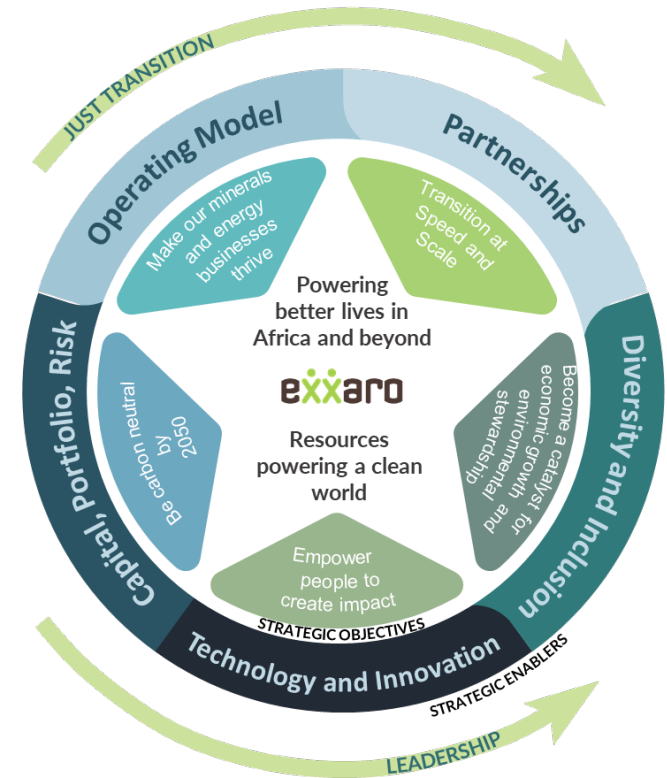 JUST TRANSITION
Operating Model
Partnerships
Make our minerals
and energy
businesses
thrive
Transition at
Speed and
Scale
Powering
better lives in
Africa and beyond
exxaro
Resources
powering a clean
world
Capital, Portfolio, Risk
Be carbon neutral
by
2050
Become a catalyst for
economic growth and
environmental
stewardship
Diversity and Inclusion
Empower
people to
create impact
STRATEGIC OBJECTIVES
Technology and Innovation
STRATEGIC ENABLERS
LEADERSHIP